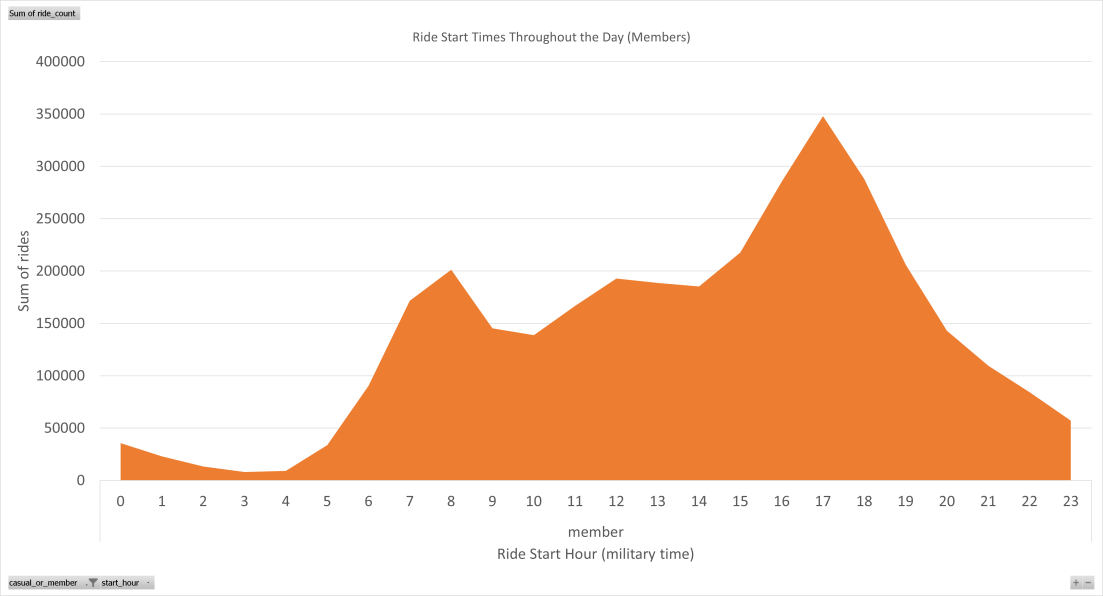 Sum of ride_count
Ride Start Times Throughout the Day (Members)
400000
350000
300000
250000
200000
150000
100000
50000
0
Sum of rides
0 1 2 3 4 5 6 7 8 9 10 11 12 13 14 15 16 17 18 19 20 21 22 23
member
Ride Start Hour (military time)
casual_or_member start_hour
+ −